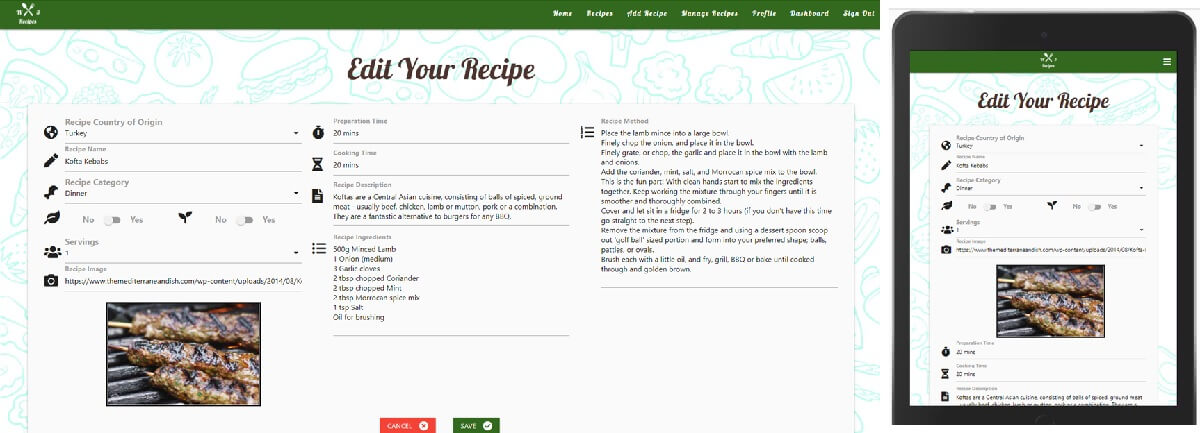 Recipes
Home Recipes Add Recipe Manage Recipes Profile Dashboard Sign Out
Edit Your Recipe
Recipe Country of Origin
Turkey
Recipe Name
Kofta Kebabs
Recipe Category
Dinner
No Yes No Yes
Servings
1
Recipe Image
https://www.themediterraneandish.com/wp-content/uploads/2014/08/Ko
Preparation Time
20 mins
Cooking Time
20 mins
Recipe Description
Koftas are a Central Asian cuisine, consisting of balls of spiced, ground
meat - usually beef, chicken, lamb or mutton, pork or a combination.
They are a fantastic alternative to burgers for any BBQ.
Recipe Ingredients
500g Minced Lamb
1 Onion (medium)
3 Garlic cloves
2 tbsp chopped Coriander
2 tbsp chopped Mint
2 tbsp Morrocan spice mix
1 tsp Salt
Oil for brushing
Recipe Method
Place the lamb mince into a large bowl.
Finely chop the onion, and place it in the bowl.
Finely grate, or chop, the garlic and place it in the bowl with the lamb
and onions.
Add the coriander, mint, salt, and Morrocan spice mix to the bowl.
This is the fun part: With clean hands start to mix the ingredients
together. Keep working the mixture through your fingers until it is
smoother and thoroughly combined.
Cover and let sit in a fridge for 2 to 3 hours (if you don't have this time
go straight to the next step).
Remove the mixture from the fridge and using a dessert spoon scoop
out 'golf ball' sized portion and form into your preferred shape; balls,
patties, or ovals.
Brush each with a little oil, and fry, grill, BBQ or bake until cooked
through and golden brown.
CANCEL SAVE
Recipes
Edit Your Recipe
Recipe Country of Origin
Turkey
Recipe Name
Kofta Kebabs
Recipe Category
Dinner
No Yes No Yes
Servings
1
Recipe Image
https://www.themediterraneandish.com/wp-content/uploads/2014/08/Kofta-
Preparation Time
20 mins
Cooking Time
20 mins
Recipe Description
Koftas are a Central Asian cuisine, consisting of balls of spiced, ground meat
- usually beef, chicken, lamb or mutton, pork or a combination. They are a